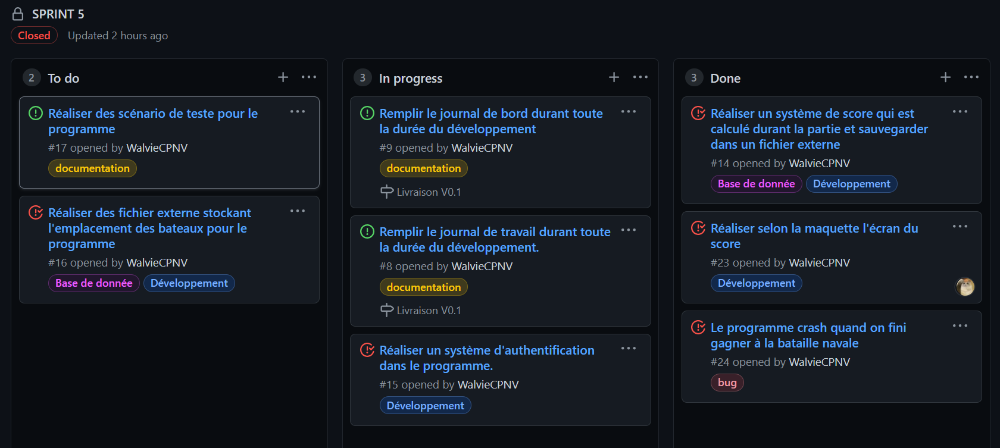 SPRINT 5
Closed Updated 2 hours ago
2 To do
Réaliser des scénario de teste pour le
programme
#17 opened by WalvieCPNV
documentation
Réaliser des fichier externe stockant
l'emplacement des bateaux pour le
programme
#16 opened by WalvieCPNV
Base de donnée Développement
3 In progress
Remplir le journal de bord durant toute
la durée du développement
#9 opened by WalvieCPNV
documentation
Livraison V0.1
Remplir le journal de travail durant toute
la durée du développement.
#8 opened by WalvieCPNV
documentation
Livraison V0.1
Réaliser un système d'authentification
dans le programme.
#15 opened by WalvieCPNV
Développement
3 Done
Réaliser un système de score qui est
calculé durant la partie et sauvegarder
dans un fichier externe
#14 opened by WalvieCPNV
Base de donnée Développement
Réaliser selon la maquette l'écran du
score
#23 opened by WalvieCPNV
Développement
Le programme crash quand on fini
gagner à la bataille navale
#24 opened by WalvieCPNV
bug